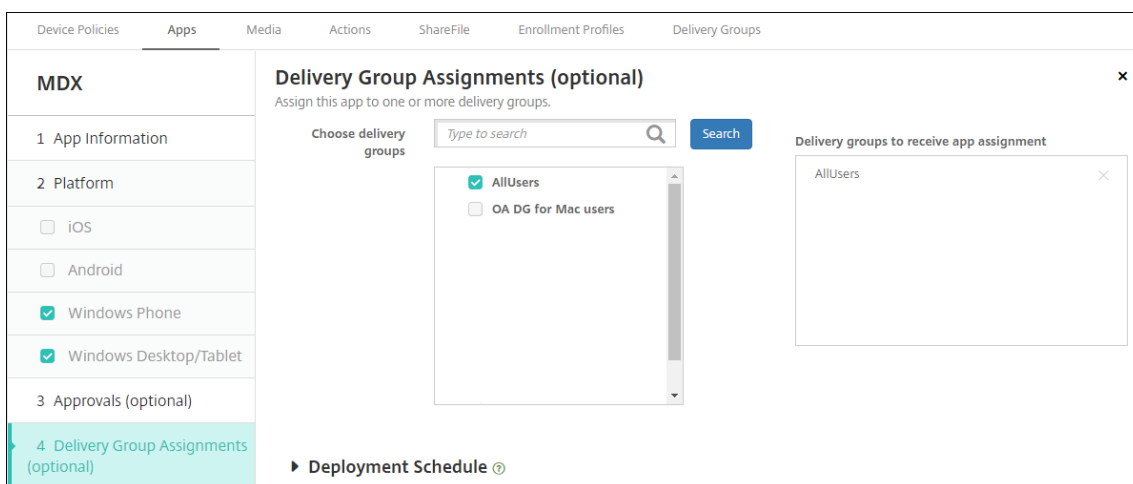 Device Policies Apps Media Actions ShareFile Enrollment Profiles Delivery Groups
MDX
1 App Information
2 Platform
iOS
Android
Windows Phone
Windows Desktop/Tablet
3 Approvals (optional)
4 Delivery Group Assignments
(optional)
Delivery Group Assignments (optional)
Assign this app to one or more delivery groups.
Choose delivery
groups
Type to search
Search
AllUsers
OA DG for Mac users
Delivery groups to receive app assignment
AllUsers
Deployment Schedule